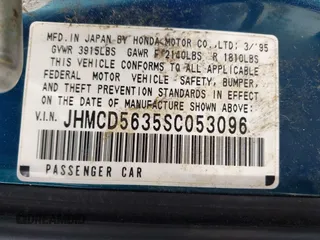 MFD. IN JAPAN BY HONDA MOTOR CO., LTD: 3/'95
GVWR 3915LBS GAWR F 2140LBS R 1810LBS
THIS VEHICLE CONFORMS TO ALL APPLICABLE
FEDERAL MOTOR VEHICLE SAFETY, BUMPER,
AND THEFT PREVENTION STANDARDS IN
EFFECT ON THE DATE OF MANUFACTURE
SHOWN ABOVE.
V.I.N. JHMCD5635SC053096
PASSENGER CAR